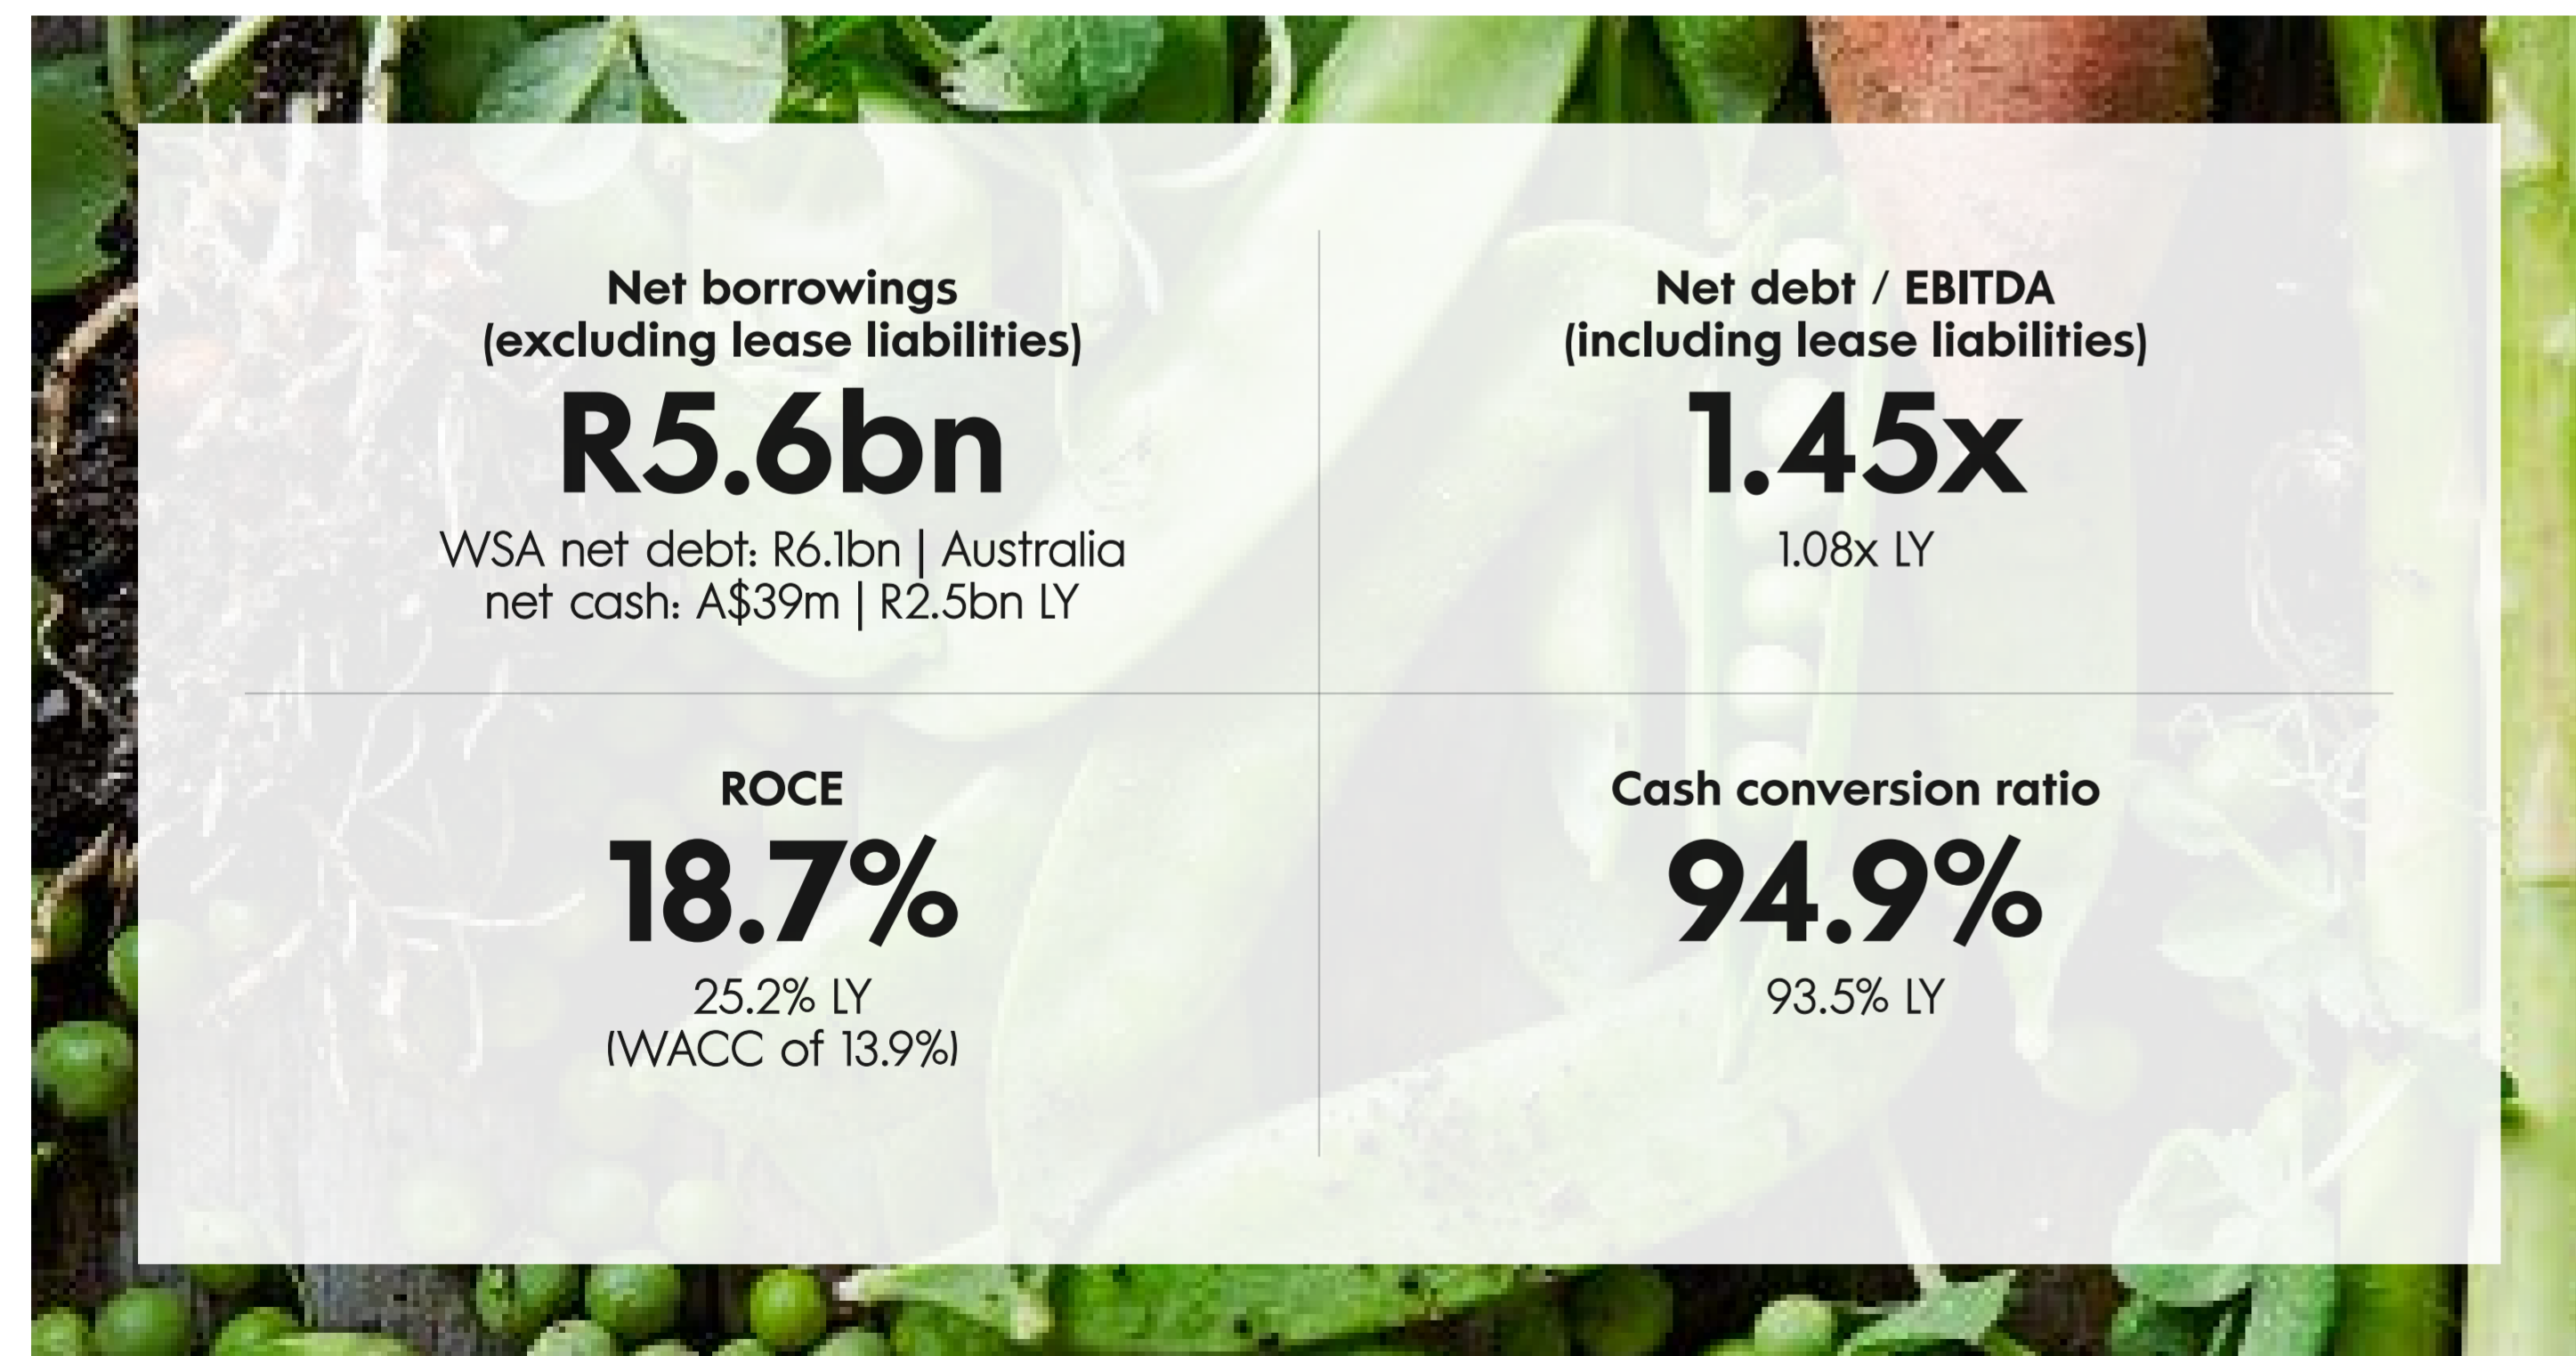 Net borrowings
(excluding lease liabilities)
R5.6bn
WSA net debt: R6.1bn | Australia
net cash: A$39m | R2.5bn LY
Net debt / EBITDA
(including lease liabilities)
1.45x
1.08x LY
ROCE
18.7%
25.2% LY
(WACC of 13.9%)
Cash conversion ratio
94.9%
93.5% LY